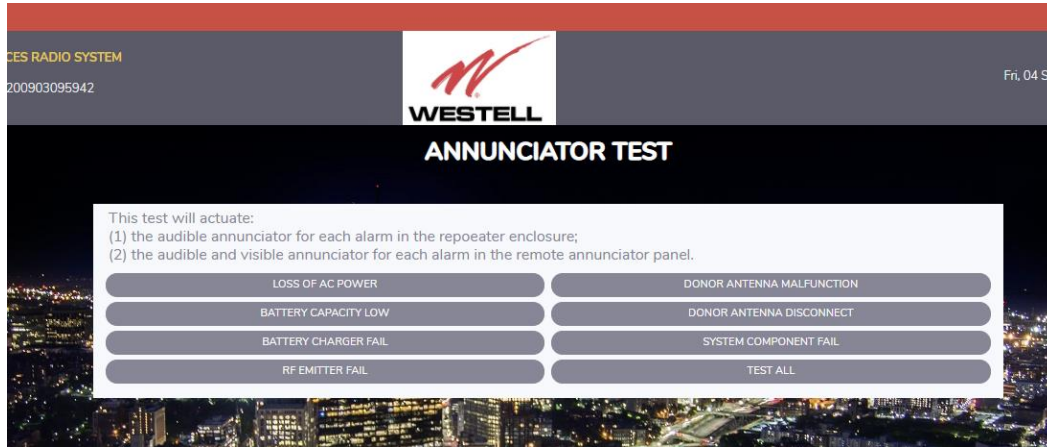 CES RADIO SYSTEM
200903095942
WESTELL
Fri, 04 S
ANNUNCIATOR TEST
This test will actuate:
(1) the audible annunciator for each alarm in the repoeater enclosure;
(2) the audible and visible annunciator for each alarm in the remote annunciator panel.
LOSS OF AC POWER
DONOR ANTENNA MALFUNCTION
BATTERY CAPACITY LOW
DONOR ANTENNA DISCONNECT
BATTERY CHARGER FAIL
SYSTEM COMPONENT FAIL
RF EMITTER FAIL
TEST ALL